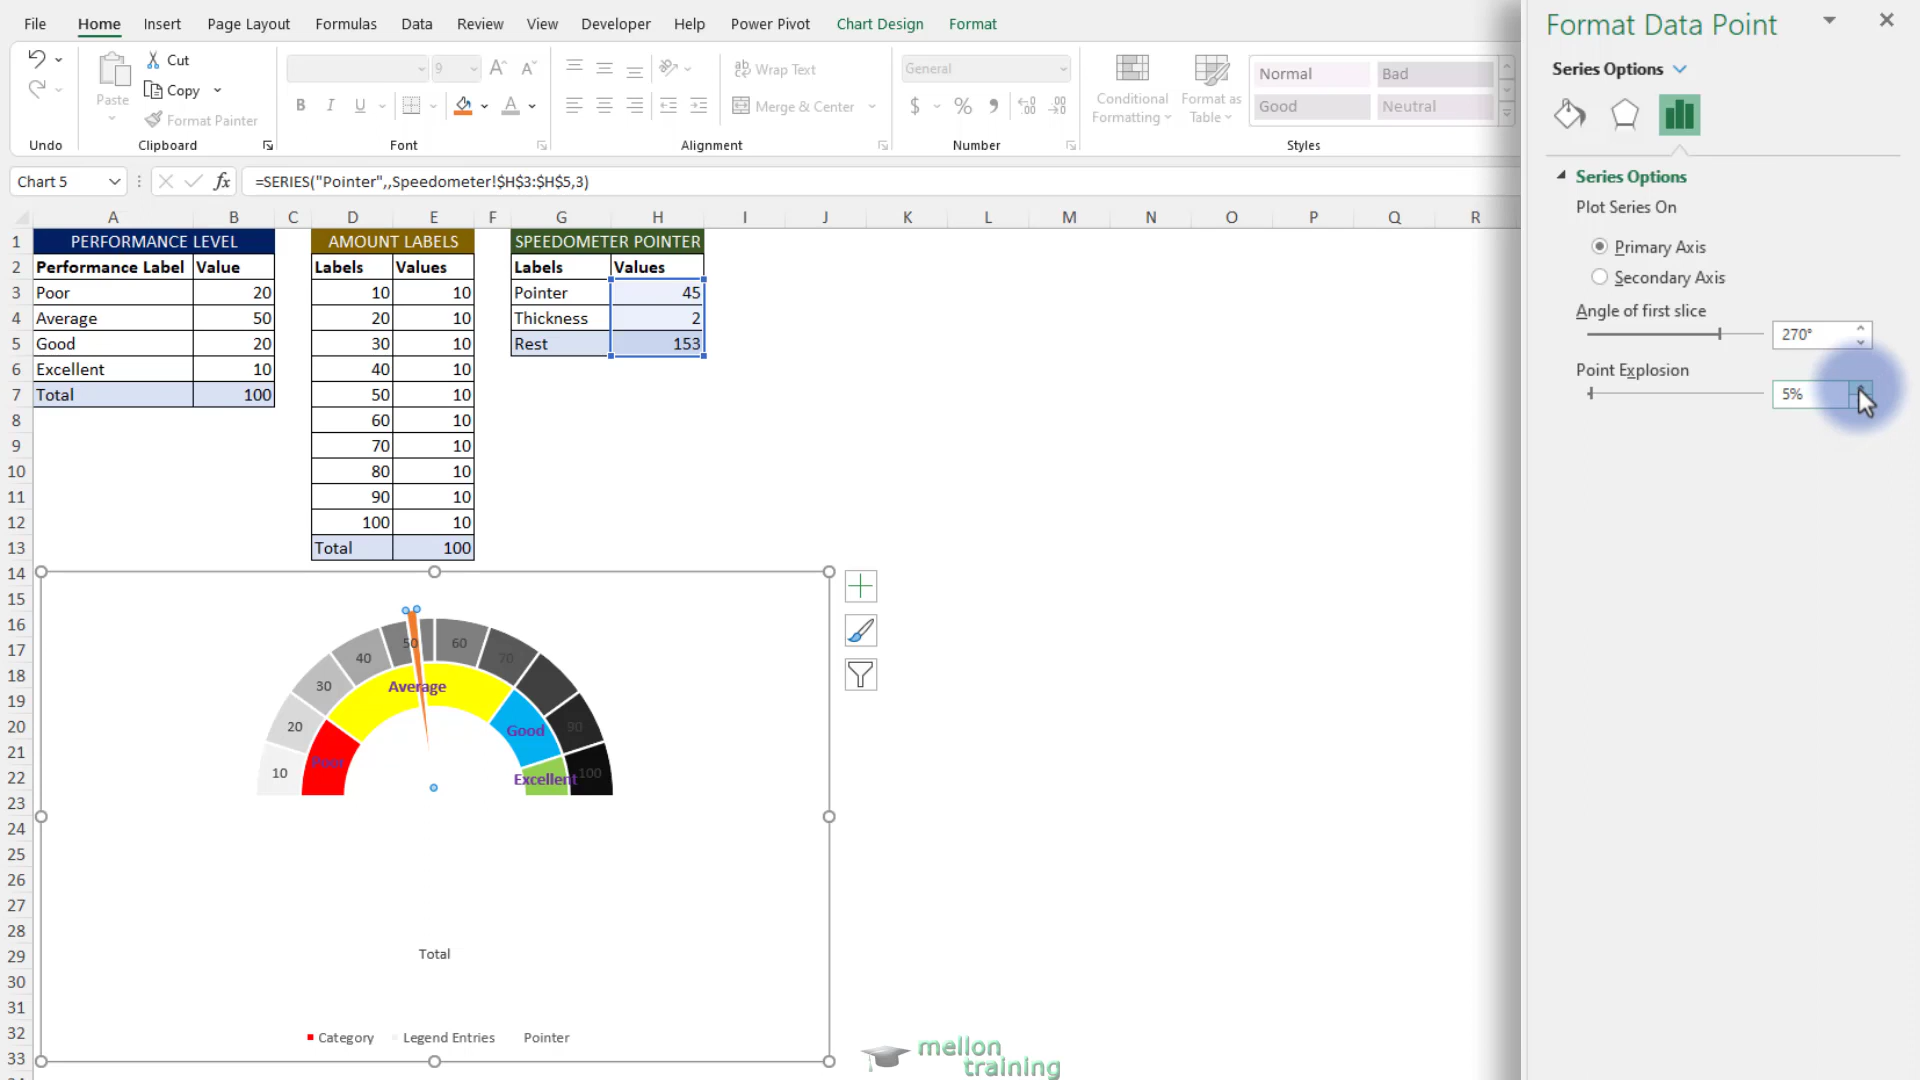 File Home Insert Page Layout Formulas Data Review View Developer Help Power Pivot Chart Design Format
Undo
Paste
Cut
Copy
Format Painter
Clipboard
9
B I U A
Font
Wrap Text
Merge & Center
Alignment
General
$ %
Number
Conditional
Formatting
Format as
Table
Normal Bad
Good Neutral
Styles
Chart 5
fx
=SERIES("Pointer",,Speedometer!$H$3:$H$5,3)
A B C D E F G H I J K L M N O P Q R
1 PERFORMANCE LEVEL AMOUNT LABELS SPEEDOMETER POINTER
2 Performance Label Value Labels Values Labels Values
3 Poor 20 10 10 Pointer 45
4 Average 50 20 10 Thickness 2
5 Good 20 30 10 Rest 153
6 Excellent 10 40 10
7 Total 100 50 10
8 60 10
9 70 10
10 80 10
11 90 10
12 100 10
13 Total 100
14
15
16
17
18
19
20
21
22
23
24
25
26
27
28
29
30
31
32
33
50 60
40 70
30 Average
20 Good 90
10 Poor Excellent 100
Total
Category Legend Entries Pointer
mellon
training
Format Data Point
Series Options
Series Options
Plot Series On
Primary Axis
Secondary Axis
Angle of first slice
270°
Point Explosion
5%